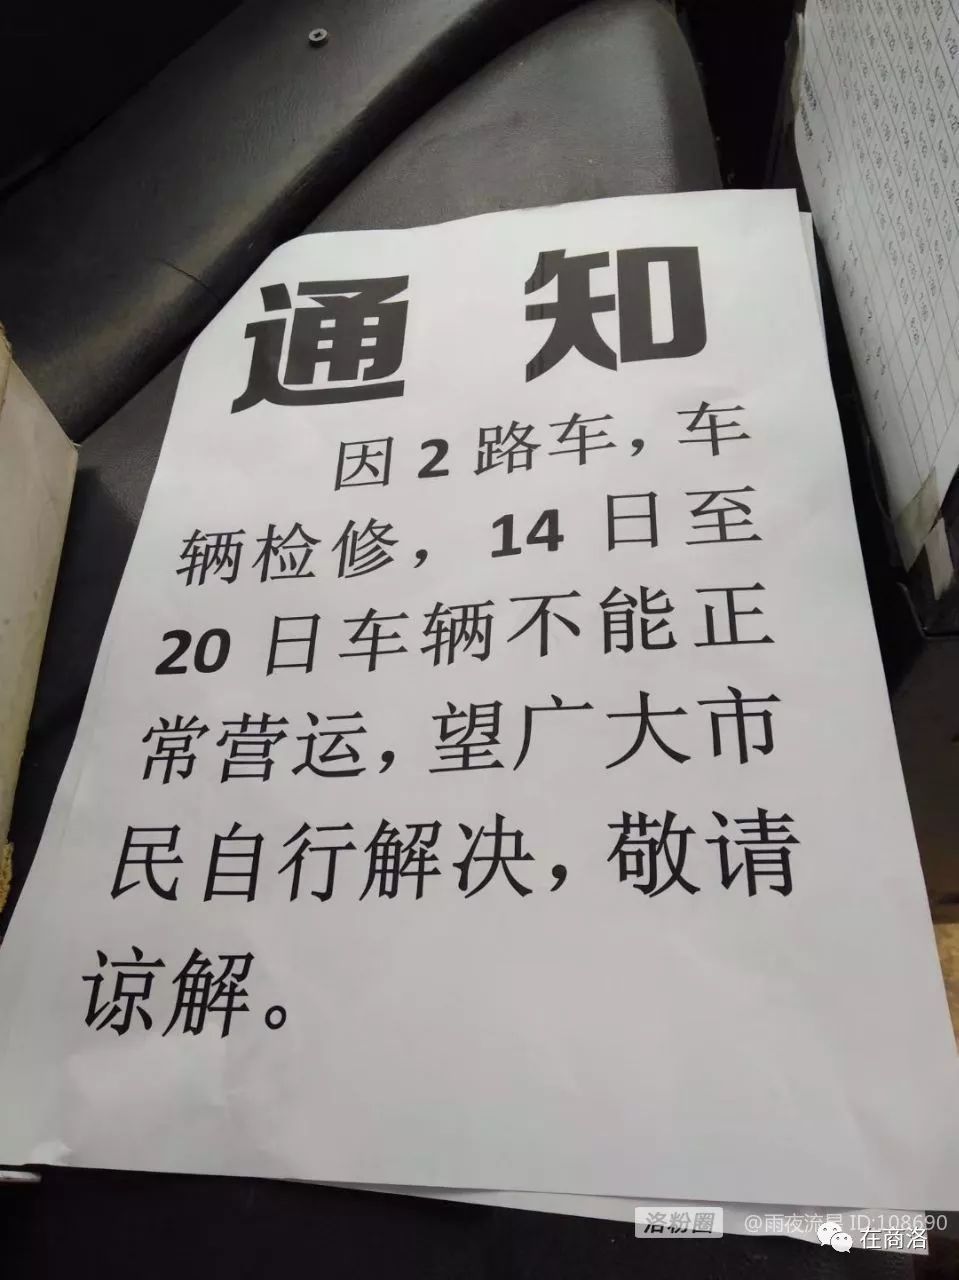 通 知
因 2 路车，车
辆检修，14 日至
20 日车辆不能正
常营运，望广大市
民自行解决，敬请
谅解。
洛粉圈 @雨夜流星 ID:108690
在商洛